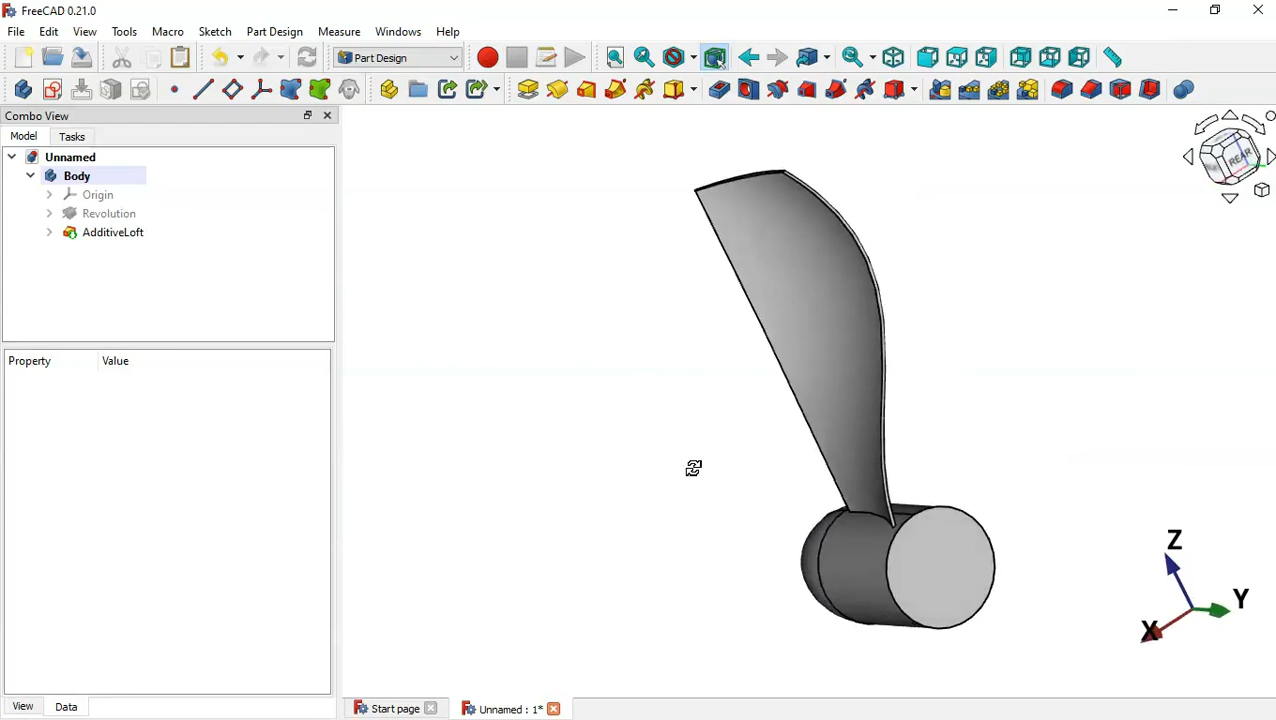 FreeCAD 0.21.0
File Edit View Tools Macro Sketch Part Design Measure Windows Help
Part Design
Combo View
Model Tasks
Unnamed
Body
Origin
Revolution
AdditiveLoft
Property Value
View Data
Start page Unnamed : 1*
REAR
Z
Y
X